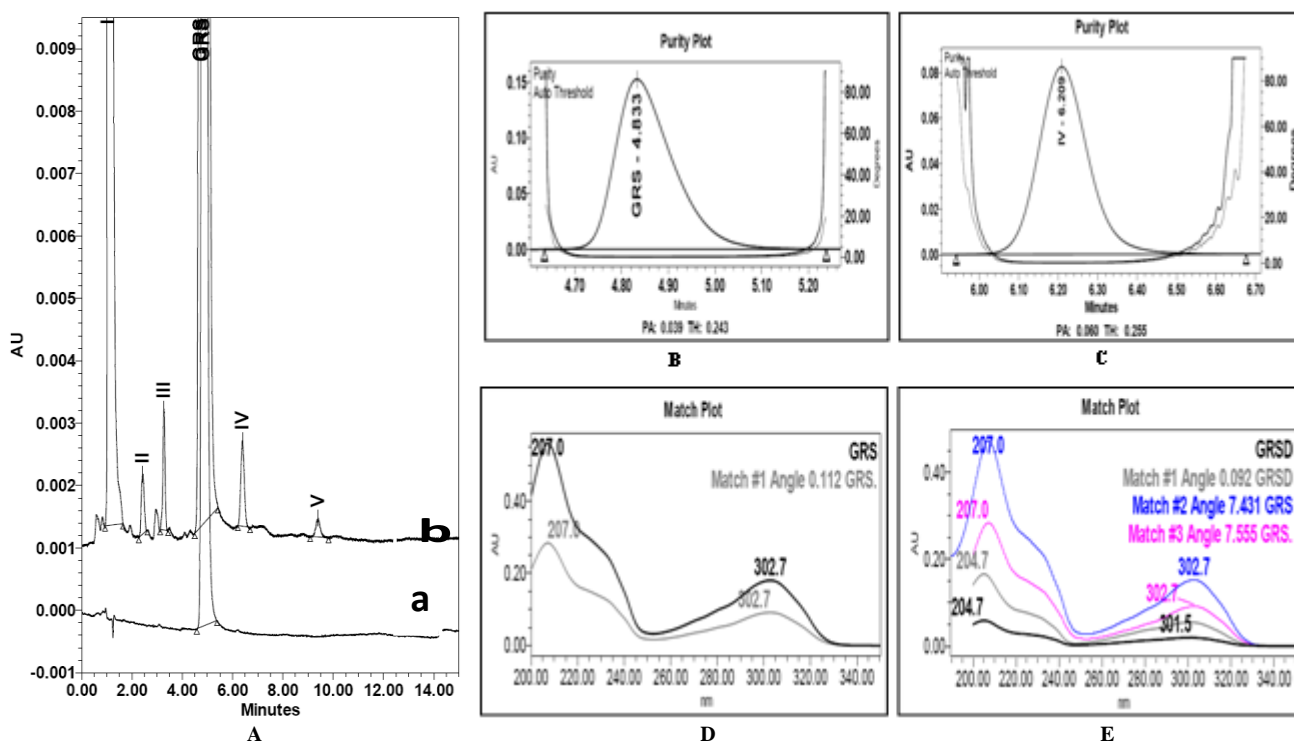 0.009
0.008
0.007
0.006
0.005
0.004
0.003
0.002
0.001
0.000
-0.001
AU
I
II
III
GRS
IV
V
b
a
0.00 2.00 4.00 6.00 8.00 10.00 12.00 14.00
Minutes
A
Purity Plot
Purity
Auto Threshold
0.15
0.10
0.05
0.00
AU
GRS - 4.833
80.00
60.00
40.00
20.00
0.00
Degrees
4.70 4.80 4.90 5.00 5.10 5.20
Minutes
PA: 0.039 TH: 0.243
B
Purity Plot
Purity
Auto Threshold
0.08
0.06
0.04
0.02
0.00
AU
IV - 6.209
80.00
60.00
40.00
20.00
0.00
Degrees
6.00 6.10 6.20 6.30 6.40 6.50 6.60 6.70
Minutes
PA: 0.060 TH: 0.255
C
Match Plot
207.0
GRS
Match #1 Angle 0.112 GRS.
0.40
0.20
0.00
AU
207.0
302.7
302.7
200.00 220.00 240.00 260.00 280.00 300.00 320.00 340.00
nm
D
Match Plot
207.0
GRSD
Match #1 Angle 0.092 GRSD
Match #2 Angle 7.431 GRS
Match #3 Angle 7.555 GRS.
0.40
0.20
0.00
AU
207.0
204.7
204.7
302.7
302.7
301.5
200.00 220.00 240.00 260.00 280.00 300.00 320.00 340.00
nm
E